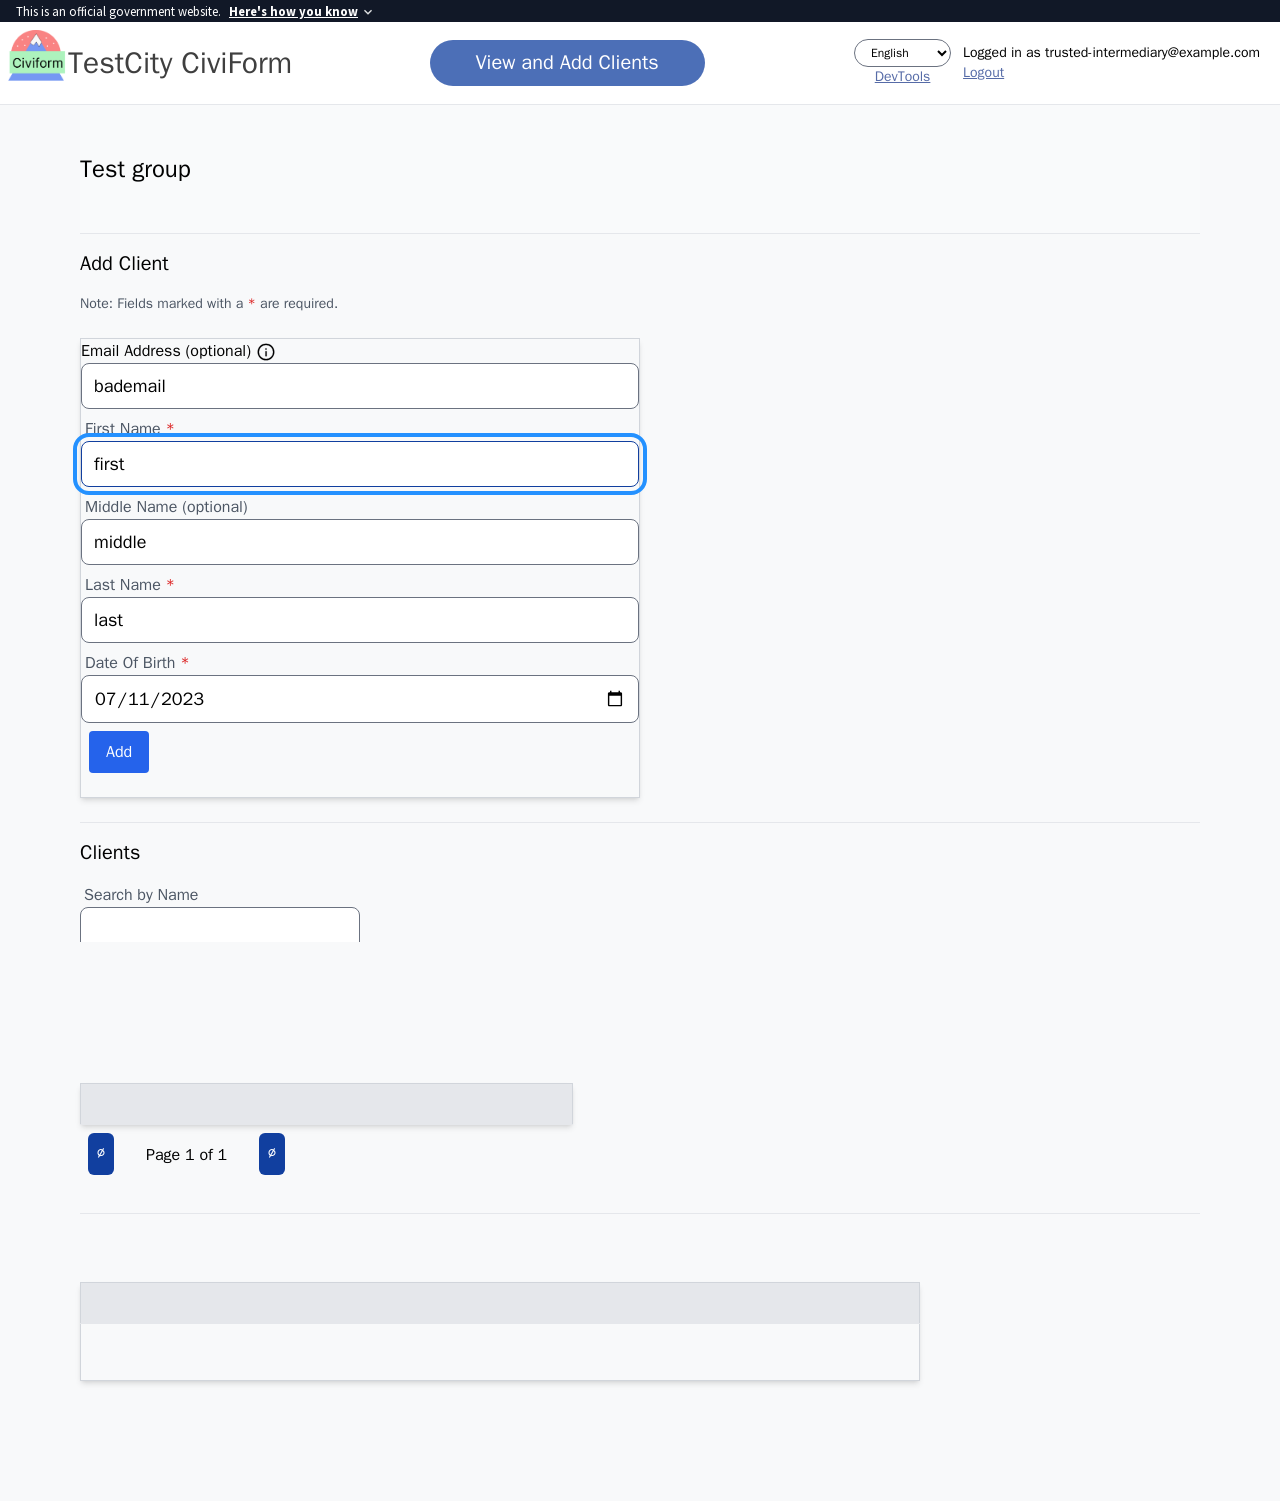 This is an official government website. Here's how you know
Civiform
TestCity CiviForm
View and Add Clients
English
DevTools
Logged in as trusted-intermediary@example.com
Logout
Test group
Add Client
Note: Fields marked with a * are required.
Email Address (optional)
bademail
First Name *
first
Middle Name (optional)
middle
Last Name *
last
Date Of Birth *
07/11/2023
Add
Clients
Search by Name
Page 1 of 1